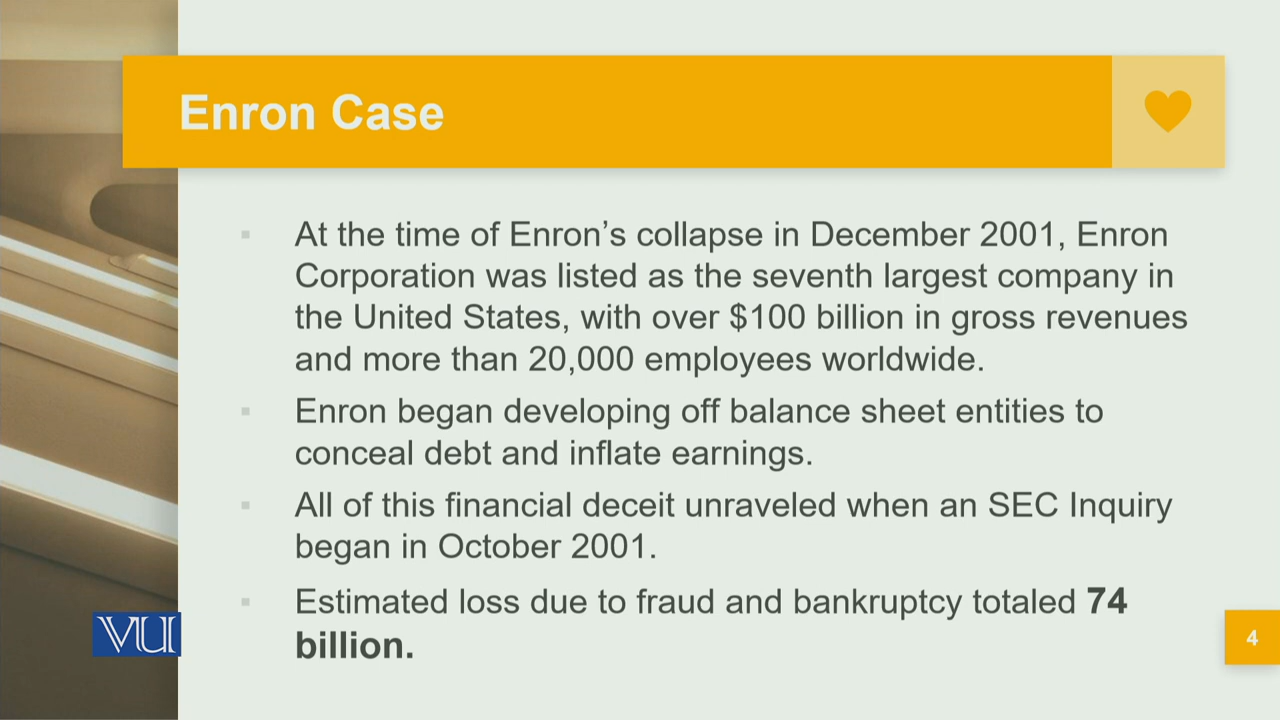 Enron Case
At the time of Enron’s collapse in December 2001, Enron
Corporation was listed as the seventh largest company in
the United States, with over $100 billion in gross revenues
and more than 20,000 employees worldwide.
Enron began developing off balance sheet entities to
conceal debt and inflate earnings.
All of this financial deceit unraveled when an SEC Inquiry
began in October 2001.
Estimated loss due to fraud and bankruptcy totaled 74
billion.
VU
4